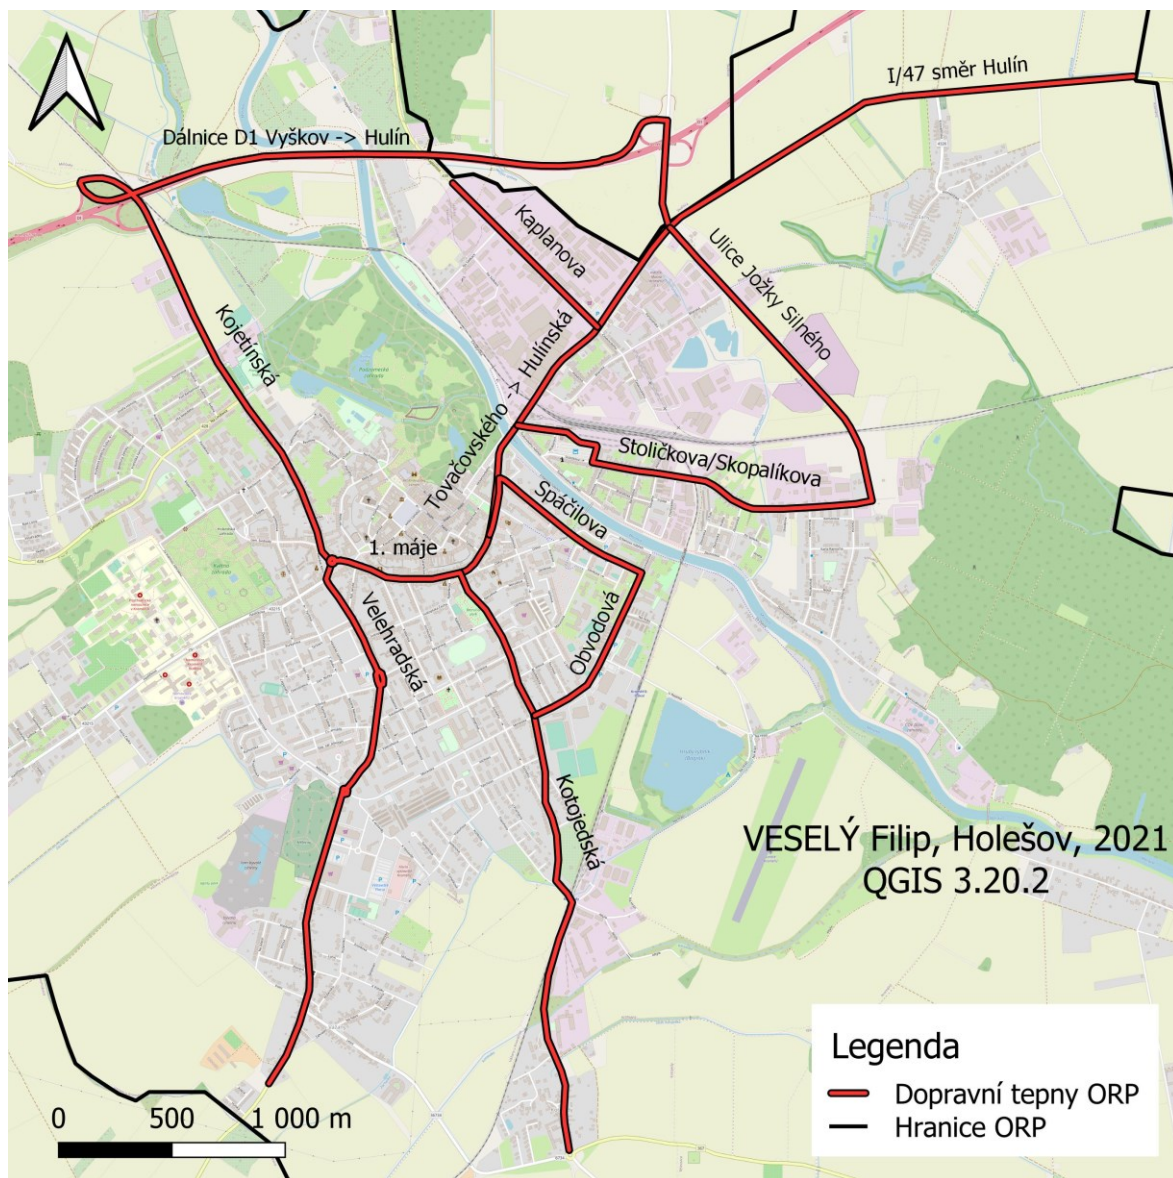 I/47 směr Hulín
Dálnice D1 Vyškov -> Hulín
Kaplanova
Ulice Jožky Silného
Kojetínská
Tovačovského -> Hulínská
Stoličkova/Skopalíkova
Spáčilova
1. máje
Velehradská
Obvodová
Kotojedská
VESELÝ Filip, Holešov, 2021
QGIS 3.20.2
Legenda
Dopravní tepny ORP
Hranice ORP
0 500 1 000 m